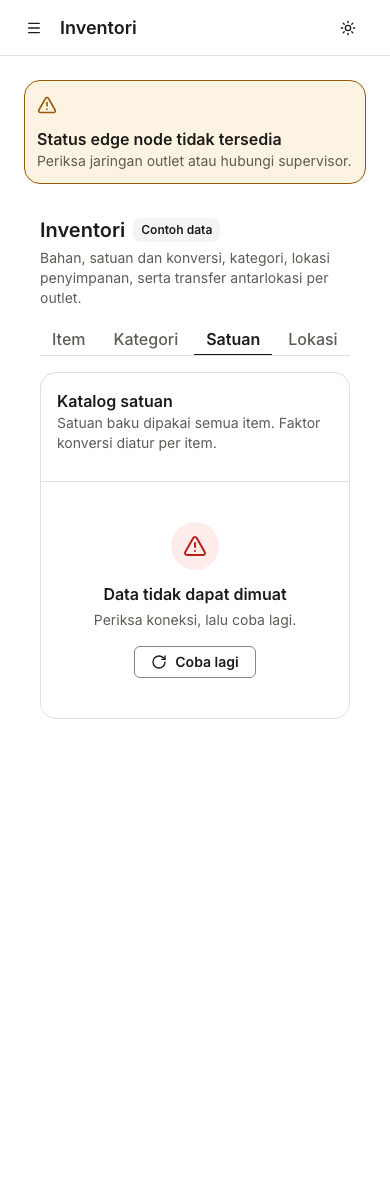 Inventori
Status edge node tidak tersedia
Periksa jaringan outlet atau hubungi supervisor.
Inventori Contoh data
Bahan, satuan dan konversi, kategori, lokasi
penyimpanan, serta transfer antarlokasi per
outlet.
Item Kategori Satuan Lokasi
Katalog satuan
Satuan baku dipakai semua item. Faktor
konversi diatur per item.
Data tidak dapat dimuat
Periksa koneksi, lalu coba lagi.
Coba lagi